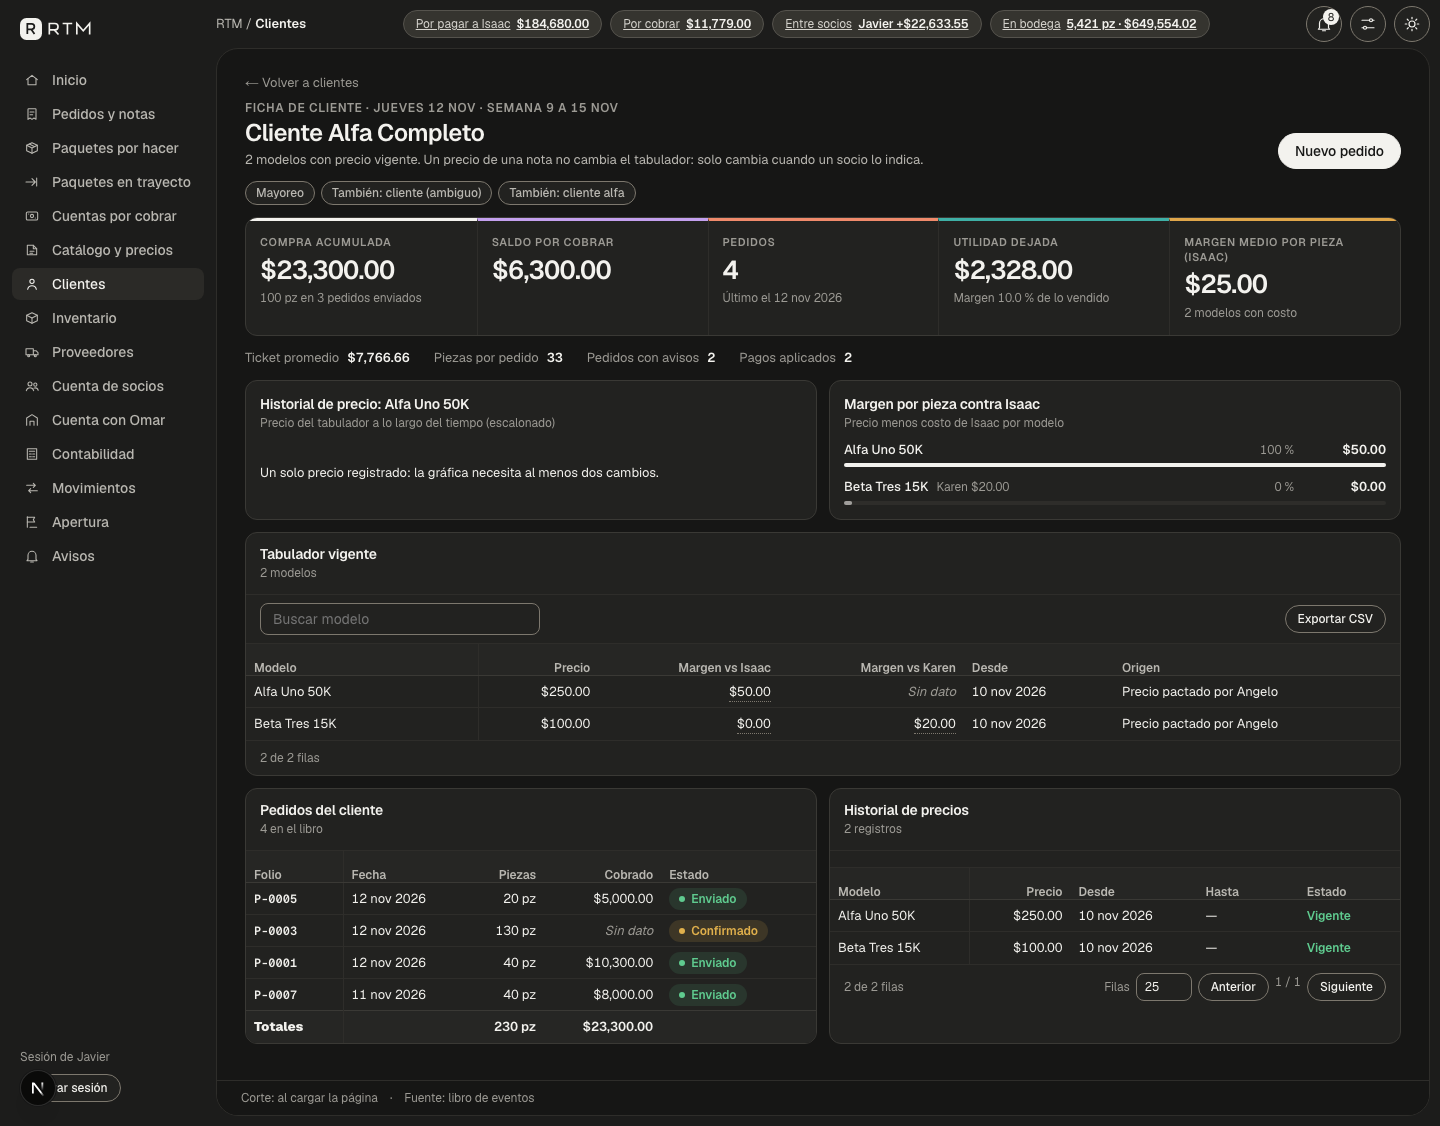 R RTM
RTM / Clientes
Por pagar a Isaac $184,680.00
Por cobrar $11,779.00
Entre socios Javier +$22,633.55
En bodega 5,421 pz · $649,554.02
8
Inicio
Pedidos y notas
Paquetes por hacer
Paquetes en trayecto
Cuentas por cobrar
Catálogo y precios
Clientes
Inventario
Proveedores
Cuenta de socios
Cuenta con Omar
Contabilidad
Movimientos
Apertura
Avisos
Sesión de Javier
N ar sesión
← Volver a clientes
FICHA DE CLIENTE · JUEVES 12 NOV · SEMANA 9 A 15 NOV
Cliente Alfa Completo
2 modelos con precio vigente. Un precio de una nota no cambia el tabulador: solo cambia cuando un socio lo indica.
Nuevo pedido
Mayoreo
También: cliente (ambiguo)
También: cliente alfa
COMPRA ACUMULADA
$23,300.00
100 pz en 3 pedidos enviados
SALDO POR COBRAR
$6,300.00
PEDIDOS
4
Último el 12 nov 2026
UTILIDAD DEJADA
$2,328.00
Margen 10.0 % de lo vendido
MARGEN MEDIO POR PIEZA
(ISAAC)
$25.00
2 modelos con costo
Ticket promedio $7,766.66 Piezas por pedido 33 Pedidos con avisos 2 Pagos aplicados 2
Historial de precio: Alfa Uno 50K
Precio del tabulador a lo largo del tiempo (escalonado)
Un solo precio registrado: la gráfica necesita al menos dos cambios.
Margen por pieza contra Isaac
Precio menos costo de Isaac por modelo
Alfa Uno 50K 100 % $50.00
Beta Tres 15K Karen $20.00 0 % $0.00
Tabulador vigente
2 modelos
Buscar modelo
Exportar CSV
Modelo Precio Margen vs Isaac Margen vs Karen Desde Origen
Alfa Uno 50K $250.00 $50.00 Sin dato 10 nov 2026 Precio pactado por Angelo
Beta Tres 15K $100.00 $0.00 $20.00 10 nov 2026 Precio pactado por Angelo
2 de 2 filas
Pedidos del cliente
4 en el libro
Folio Fecha Piezas Cobrado Estado
P-0005 12 nov 2026 20 pz $5,000.00 Enviado
P-0003 12 nov 2026 130 pz Sin dato Confirmado
P-0001 12 nov 2026 40 pz $10,300.00 Enviado
P-0007 11 nov 2026 40 pz $8,000.00 Enviado
Totales 230 pz $23,300.00
Historial de precios
2 registros
Modelo Precio Desde Hasta Estado
Alfa Uno 50K $250.00 10 nov 2026 — Vigente
Beta Tres 15K $100.00 10 nov 2026 — Vigente
2 de 2 filas Filas 25 Anterior 1 / 1 Siguiente
Corte: al cargar la página · Fuente: libro de eventos